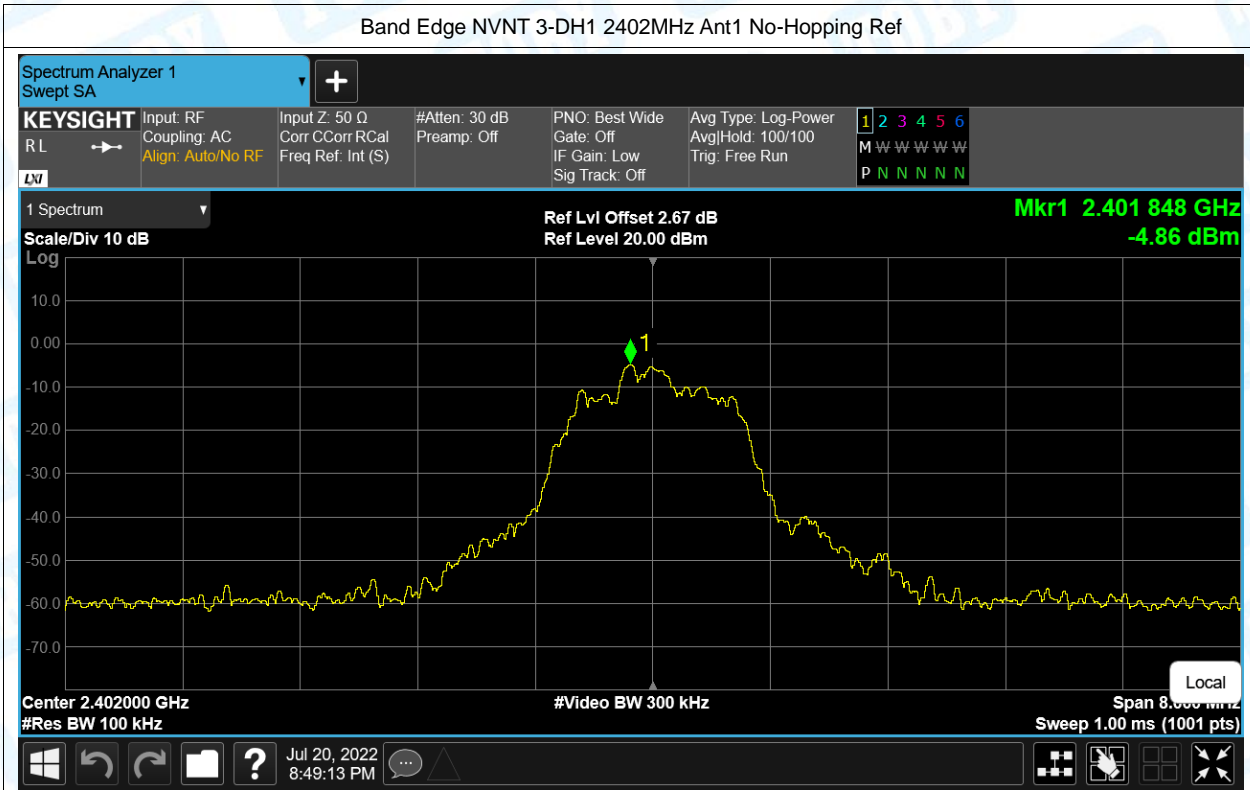 Band Edge NVNT 3-DH1 2402MHz Ant1 No-Hopping Ref
Spectrum Analyzer 1
Swept SA
+
KEYSIGHT
R L
LXI
Input: RF
Coupling: AC
Align: Auto/No RF
Input Z: 50 Ω
Corr CCorr RCal
Freq Ref: Int (S)
#Atten: 30 dB
Preamp: Off
PNO: Best Wide
Gate: Off
IF Gain: Low
Sig Track: Off
Avg Type: Log-Power
Avg|Hold: 100/100
Trig: Free Run
1 2 3 4 5 6
M W W W W W
P N N N N N
1 Spectrum
Scale/Div 10 dB
Log
Ref Lvl Offset 2.67 dB
Ref Level 20.00 dBm
Mkr1 2.401 848 GHz
-4.86 dBm
1
10.0
0.00
-10.0
-20.0
-30.0
-40.0
-50.0
-60.0
-70.0
Local
Center 2.402000 GHz
#Video BW 300 kHz
Span 8.000 MHz
#Res BW 100 kHz
Sweep 1.00 ms (1001 pts)
?
Jul 20, 2022
8:49:13 PM